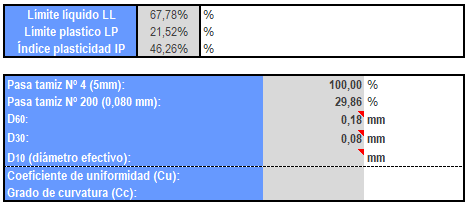 Limite liquido LL 67,78% %
Limite plastico LP 21,52% %
Índice plasticidad IP 46,26% %
Pasa tamiz Nº 4 (5mm): 100,00 %
Pasa tamiz Nº 200 (0,080 mm): 29,86 %
D60: 0,18 mm
D30: 0,08 mm
D10 (diámetro efectivo): mm
Coeficiente de uniformidad (Cu):
Grado de curvatura (Cc):